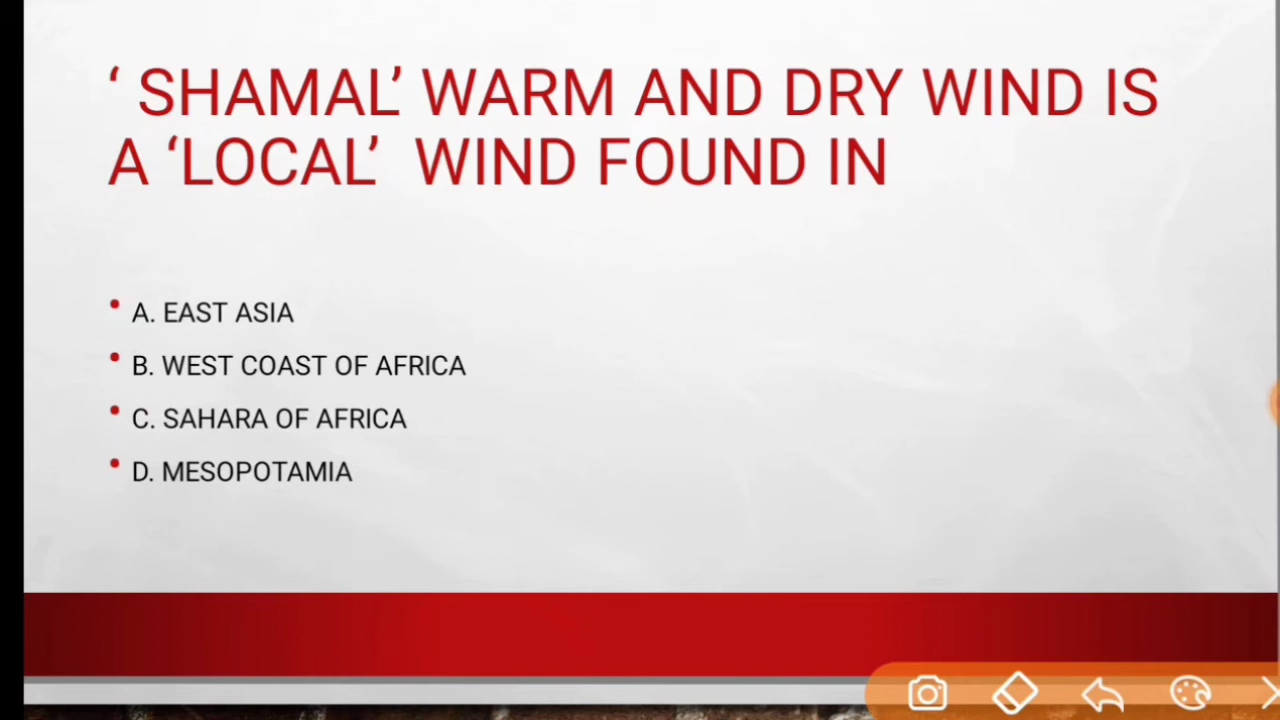 ‘ SHAMAL’ WARM AND DRY WIND IS
A ‘LOCAL’ WIND FOUND IN
• A. EAST ASIA
• B. WEST COAST OF AFRICA
• C. SAHARA OF AFRICA
• D. MESOPOTAMIA